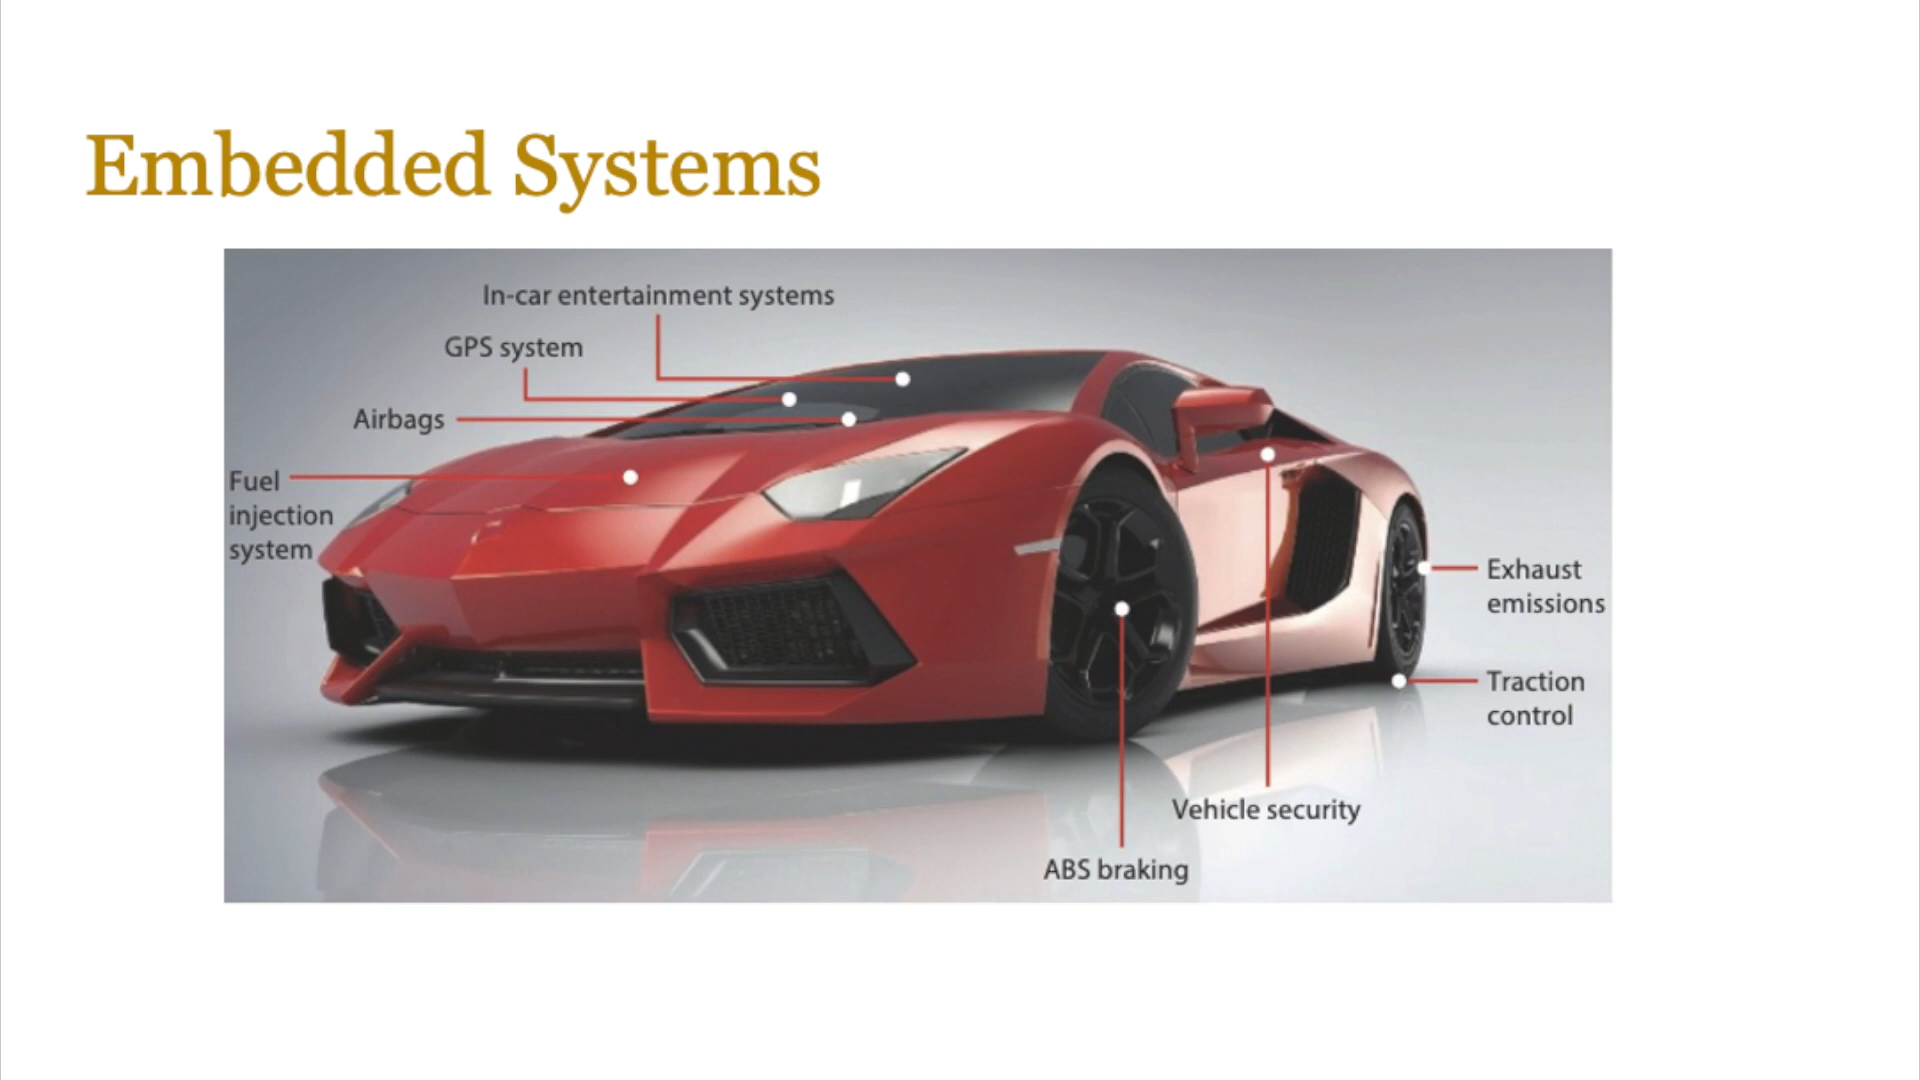 Embedded Systems
In-car entertainment systems
GPS system
Airbags
Fuel
injection
system
Exhaust
emissions
Traction
control
Vehicle security
ABS braking